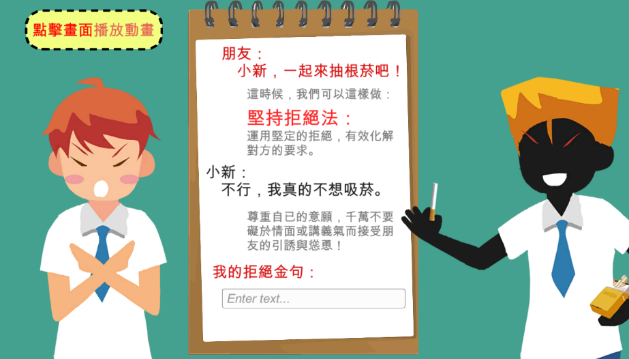 點擊畫面播放動畫
朋友：
小新，一起來抽根菸吧！
這時候，我們可以這樣做：
堅持拒絕法：
運用堅定的拒絕，有效化解
對方的要求。
小新：
不行，我真的不想吸菸。
尊重自己的意願，千萬不要
礙於情面或講義氣而接受朋
友的引誘與慫恿！
我的拒絕金句：
Enter text...